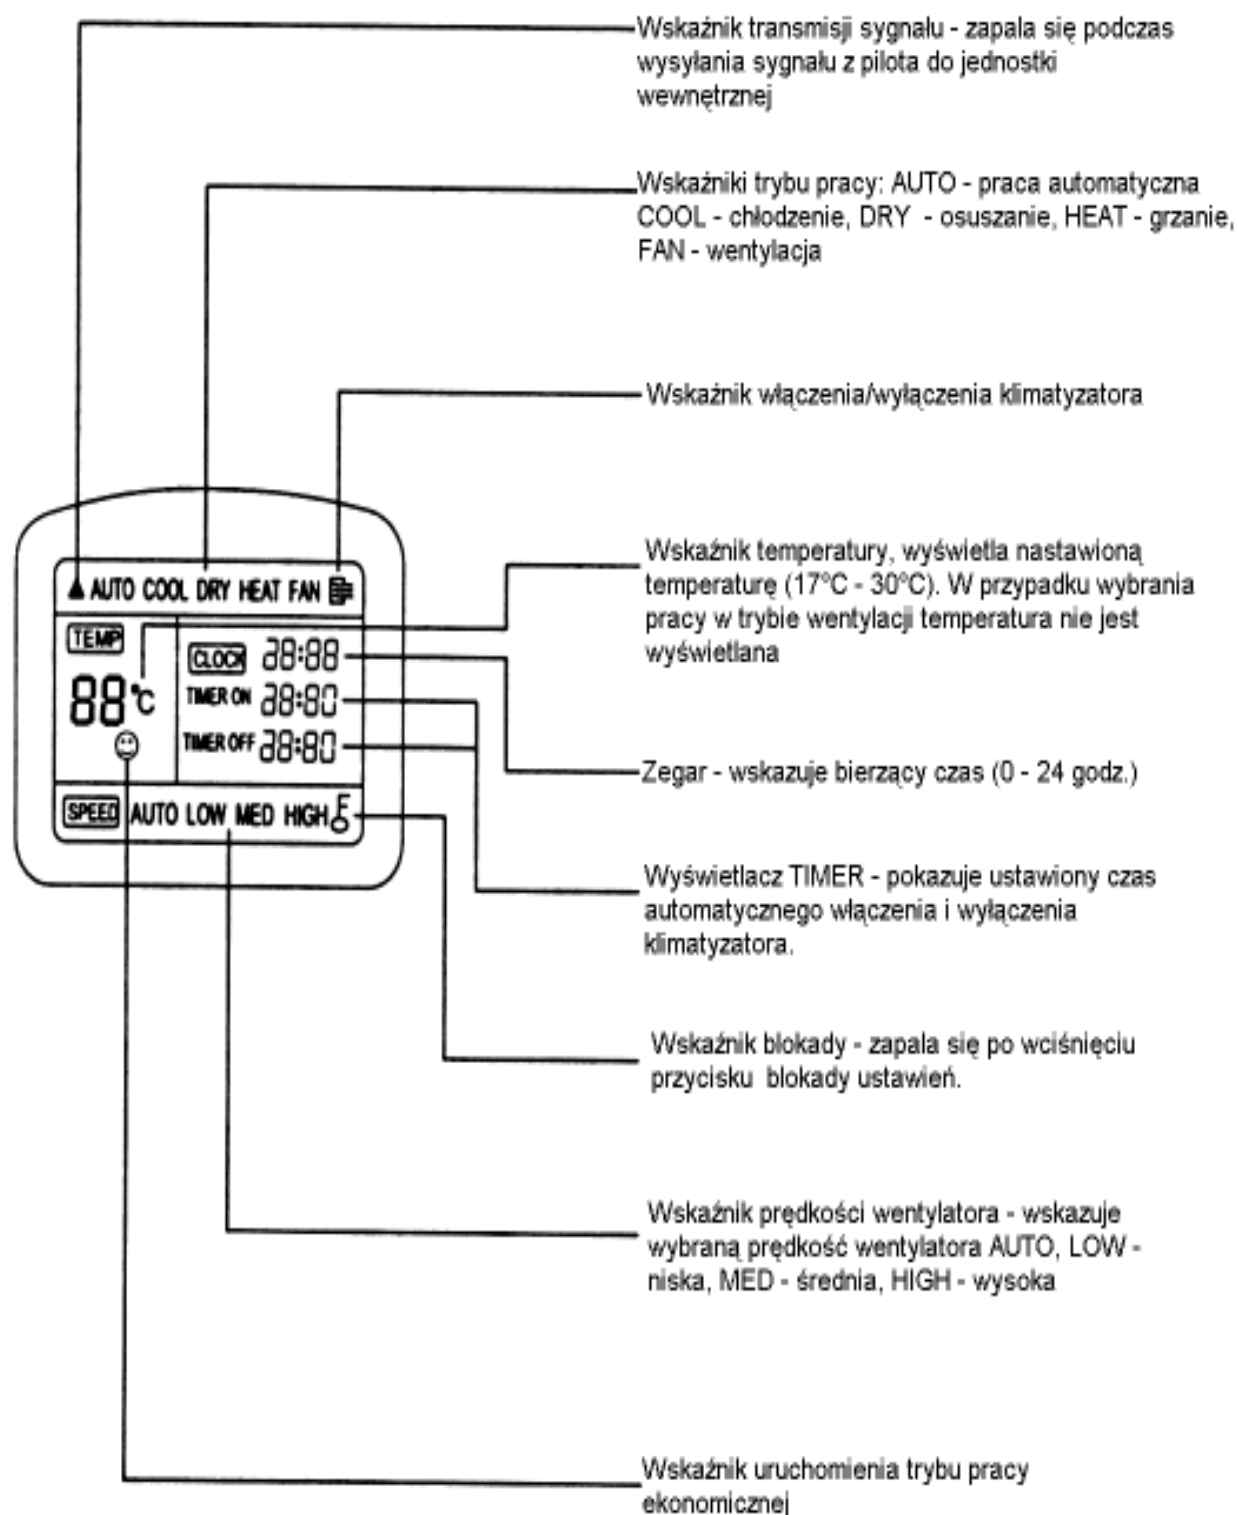 Wskaźnik transmisji sygnału - zapala się podczas
wysyłania sygnału z pilota do jednostki
wewnętrznej
Wskaźniki trybu pracy: AUTO - praca automatyczna
COOL - chłodzenie, DRY - osuszanie, HEAT - grzanie,
FAN - wentylacja
Wskaźnik włączenia/wyłączenia klimatyzatora
Wskaźnik temperatury, wyświetla nastawioną
temperaturę (17°C - 30°C). W przypadku wybrania
pracy w trybie wentylacji temperatura nie jest
wyświetlana
AUTO COOL DRY HEAT FAN
TEMP
88°C
CLOCK 28:88
TIMER ON 28:80
TIMER OFF 28:80
SPEED AUTO LOW MED HIGH
Zegar - wskazuje bierzący czas (0 - 24 godz.)
Wyświetlacz TIMER - pokazuje ustawiony czas
automatycznego włączenia i wyłączenia
klimatyzatora.
Wskaźnik blokady - zapala się po wciśnięciu
przycisku blokady ustawień.
Wskaźnik prędkości wentylatora - wskazuje
wybraną prędkość wentylatora AUTO, LOW -
niska, MED - średnia, HIGH - wysoka
Wskaźnik uruchomienia trybu pracy
ekonomicznej